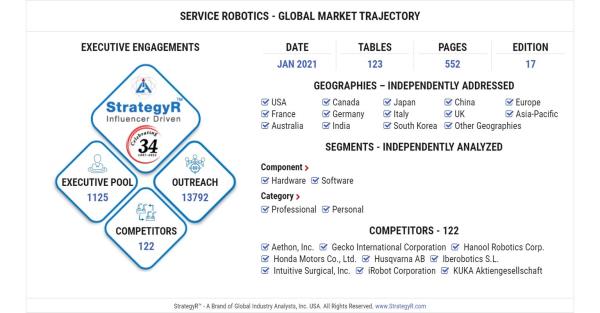 SERVICE ROBOTICS - GLOBAL MARKET TRAJECTORY
EXECUTIVE ENGAGEMENTS
StrategyR™
Influencer Driven
Celebrating
34
EXECUTIVE POOL
1125
OUTREACH
13792
COMPETITORS
122
DATE TABLES PAGES EDITION
JAN 2021 123 552 17
GEOGRAPHIES – INDEPENDENTLY ADDRESSED
USA Canada Japan China Europe
France Germany Italy UK Asia-Pacific
Australia India South Korea Other Geographies
SEGMENTS - INDEPENDENTLY ANALYZED
Component >
Hardware Software
Category >
Professional Personal
COMPETITORS - 122
Aethon, Inc. Gecko International Corporation Hanool Robotics Corp.
Honda Motors Co., Ltd. Husqvarna AB Iberobotics S.L.
Intuitive Surgical, Inc. iRobot Corporation KUKA Aktiengesellschaft
StrategyR™ - A Brand of Global Industry Analysts, Inc. USA. All Rights Reserved. www.StrategyR.com